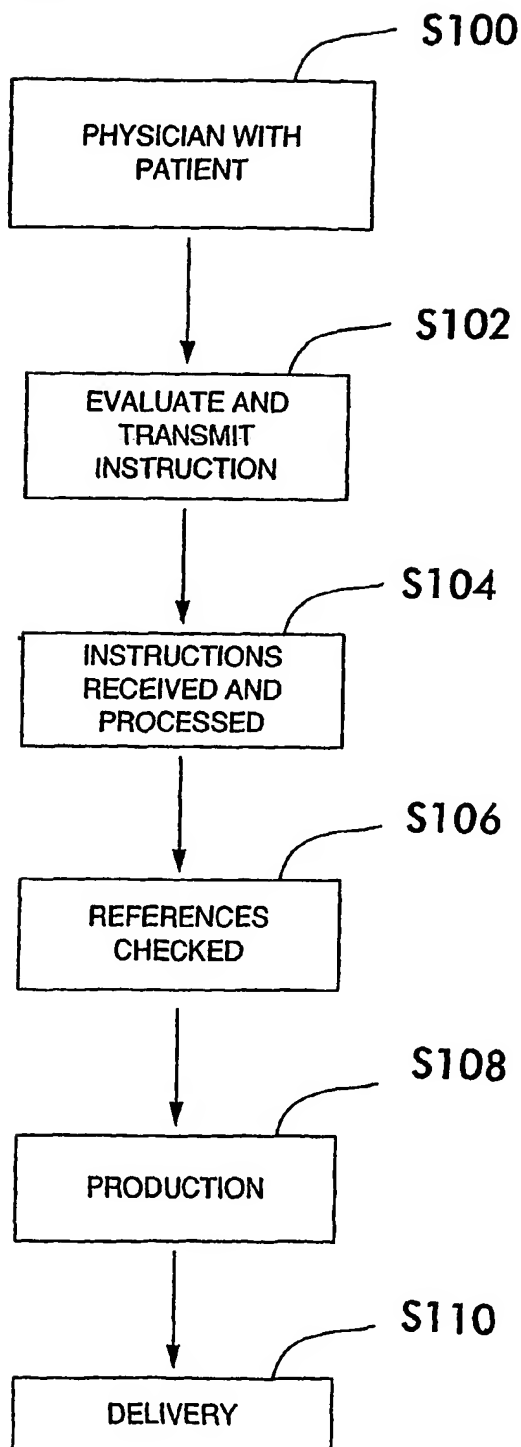 S100
PHYSICIAN WITH
PATIENT
S102
EVALUATE AND
TRANSMIT
INSTRUCTION
S104
INSTRUCTIONS
RECEIVED AND
PROCESSED
S106
REFERENCES
CHECKED
S108
PRODUCTION
S110
DELIVERY